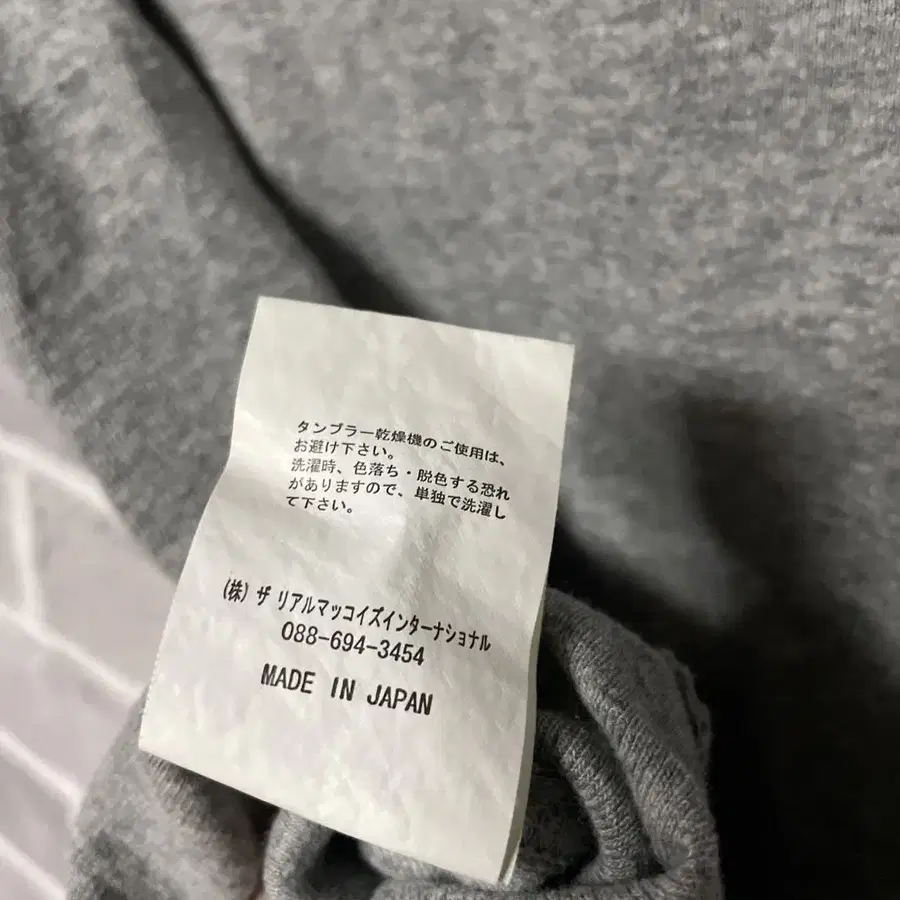 タンブラー乾燥機のご使用は、
お避け下さい。
洗濯時、色落ち・脱色する恐れ
がありますので、単独で洗濯し
て下さい。
(株) ザ リアルマッコイズインターナショナル
088-694-3454
MADE IN JAPAN